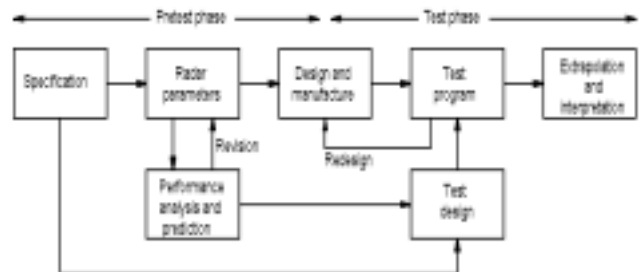 Pretest phase
Test phase
Specification
Radar
parameters
Design and
manufacture
Test
program
Extrapolation
and
interpretation
Revision
Redesign
Performance
analysis and
prediction
Test
design